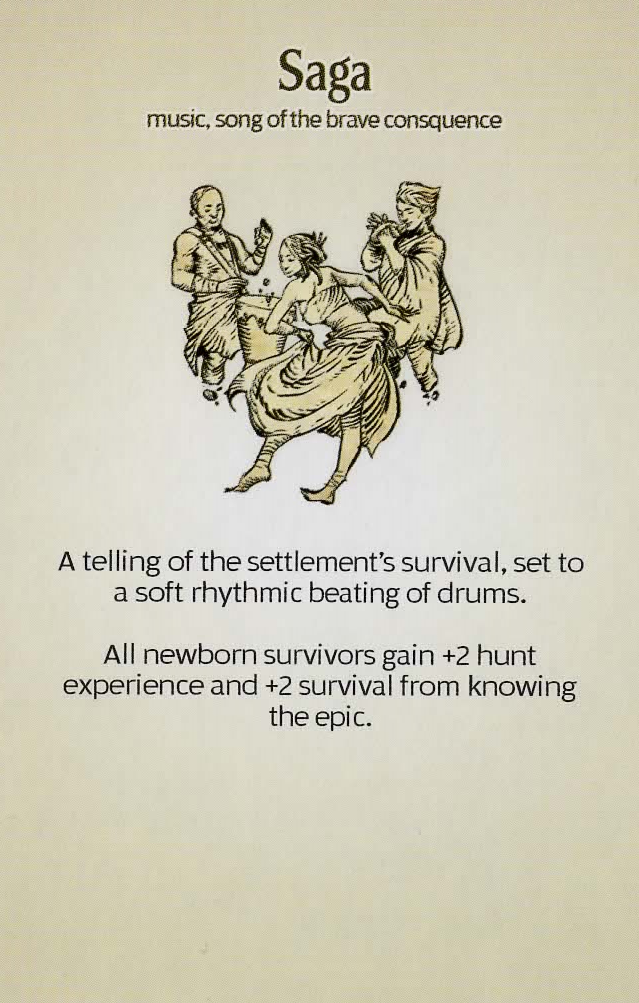 Saga
music, song of the brave consquence
A telling of the settlement's survival, set to
a soft rhythmic beating of drums.
All newborn survivors gain +2 hunt
experience and +2 survival from knowing
the epic.